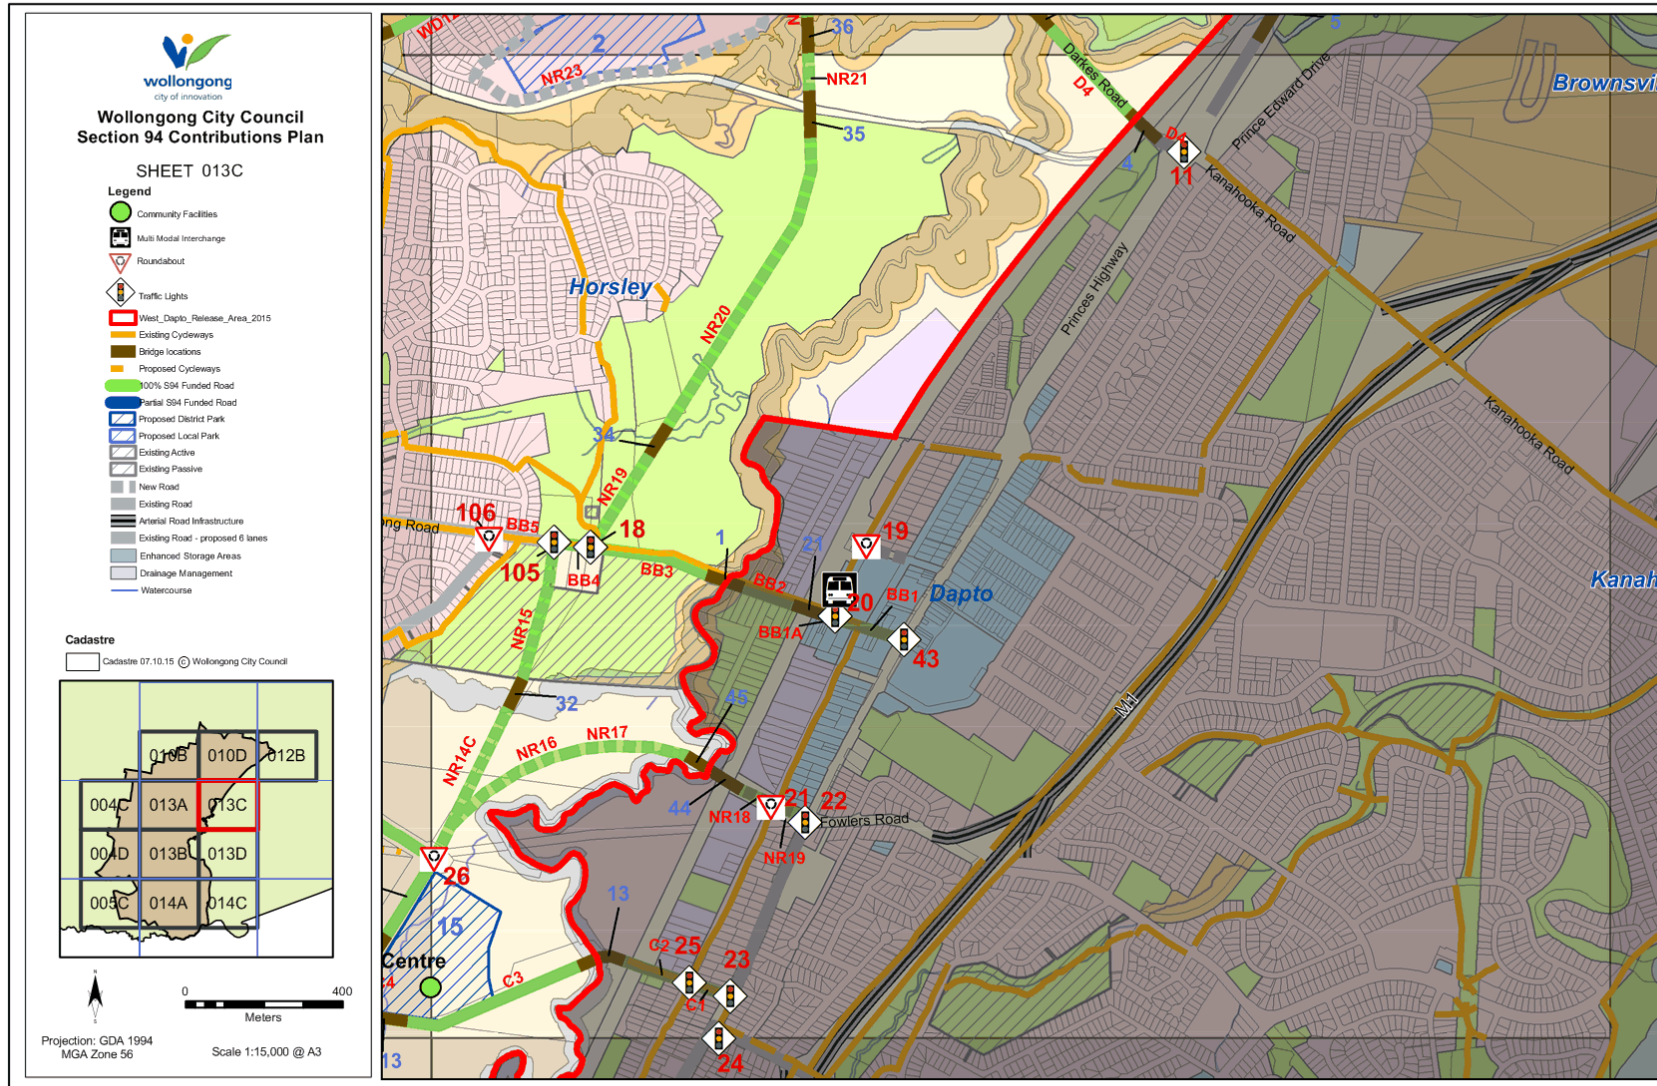 wollongong
city of innovation
Wollongong City Council
Section 94 Contributions Plan
SHEET 013C
Legend
Community Facilities
Multi Modal Interchange
Roundabout
Traffic Lights
West_Dapto_Release_Area_2015
Existing Cycleways
Bridge locations
Proposed Cycleways
100% S94 Funded Road
Partial S94 Funded Road
Proposed District Park
Proposed Local Park
Existing Active
Existing Passive
New Road
Existing Road
Arterial Road Infrastructure
Existing Road - proposed 6 lanes
Enhanced Storage Areas
Drainage Management
Watercourse
Cadastre
Cadastre 07.10.15 © Wollongong City Council
010B 010D 012B
004C 013A 013C
004D 013B 013D
005C 014A 014C
0 400
Meters
Projection: GDA 1994
MGA Zone 56
Scale 1:15,000 @ A3
WD12
2
NR23
36
NR21
35
Darkes Road
D4
D4
4
11
5
Prince Edward Drive
Brownsvi
Kanahooka Road
Princes Highway
Horsley
NR20
34
NR19
Kanahooka Road
106
ong Road
BB5
105
18
BB4
BB3
1
BB2
21
19
20
BB1
BB1A
Dapto
43
Kanah
NR15
32
45
M1
NR14C
NR16
NR17
44
NR18
21
22
Fowlers Road
NR19
26
15
13
Centre
C3
C2
25
23
C1
24
13